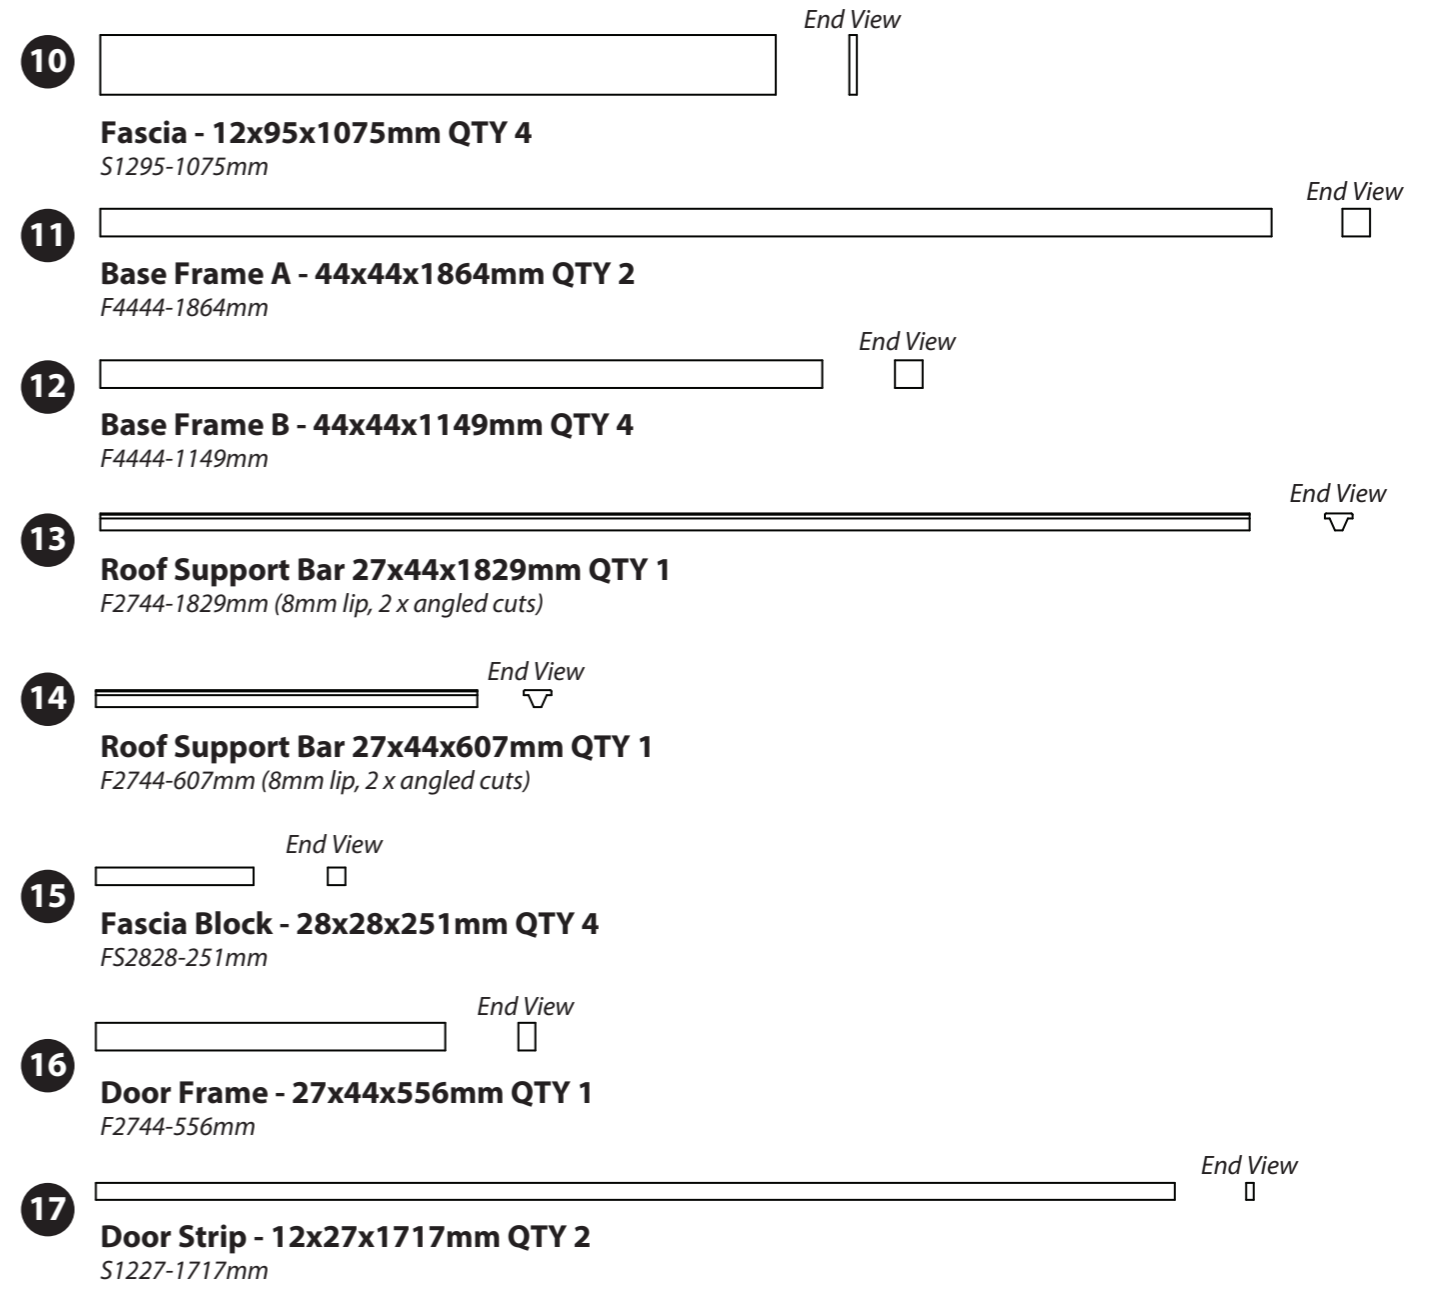 End View
10
Fascia - 12x95x1075mm QTY 4
S1295-1075mm
End View
11
Base Frame A - 44x44x1864mm QTY 2
F4444-1864mm
End View
12
Base Frame B - 44x44x1149mm QTY 4
F4444-1149mm
End View
13
Roof Support Bar 27x44x1829mm QTY 1
F2744-1829mm (8mm lip, 2 x angled cuts)
End View
14
Roof Support Bar 27x44x607mm QTY 1
F2744-607mm (8mm lip, 2 x angled cuts)
End View
15
Fascia Block - 28x28x251mm QTY 4
FS2828-251mm
End View
16
Door Frame - 27x44x556mm QTY 1
F2744-556mm
End View
17
Door Strip - 12x27x1717mm QTY 2
S1227-1717mm